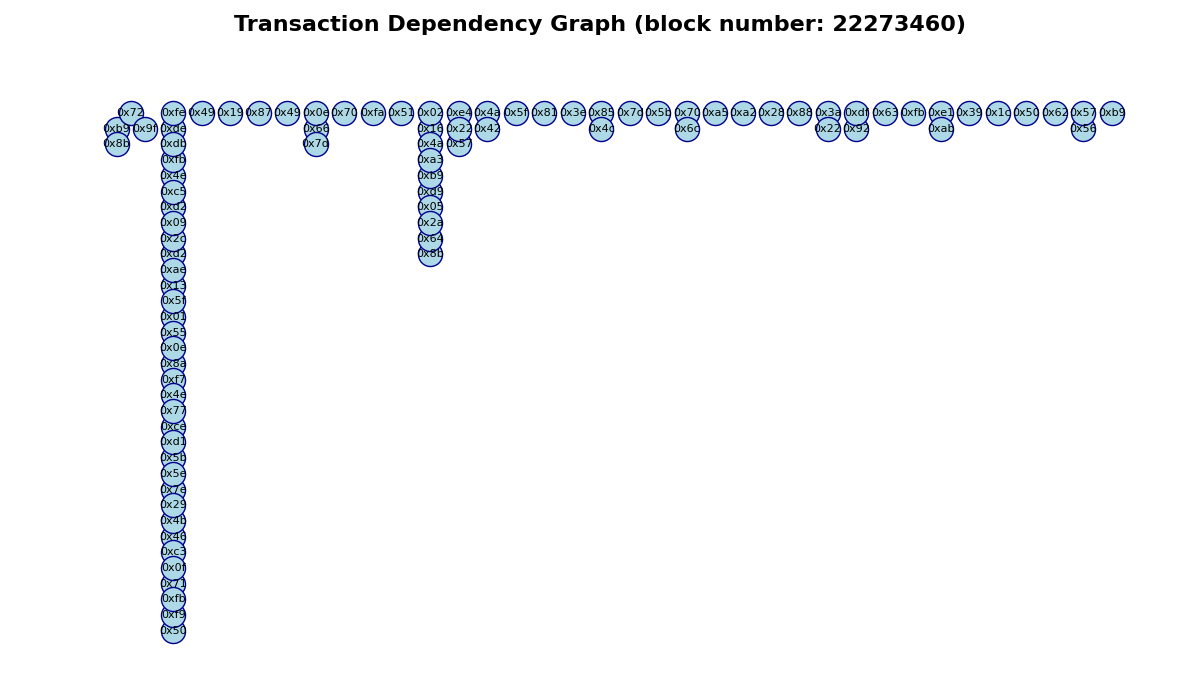 Transaction Dependency Graph (block number: 22273460)
0x72 0xfe 0x49 0x19 0x87 0x49 0x0e 0x70 0xfa 0x51 0x02 0xe4 0x4a 0x5f 0x81 0x3e 0x85 0x7d 0x5b 0x70 0xa5 0xa2 0x28 0x88 0x3a 0xdf 0x63 0xfb 0xe1 0x39 0x1c 0x50 0x62 0x57 0xb9
0xb9 0x9f 0xde 0x66 0x16 0x22 0x42 0x4c 0x6c 0x22 0x92 0xab 0x56
0x8b 0xdb 0x7d 0x4a 0x57
0xfb 0xa3
0x4e 0xb9
0xc5 0xd9
0xd2 0x05
0x09 0x2a
0x2c 0x64
0xd2 0x8b
0xae
0x13
0x5f
0x01
0x55
0x0e
0x8a
0xf7
0x4e
0x77
0xce
0xd1
0x5b
0x5e
0x7e
0x29
0x4b
0x46
0xc3
0x0f
0x71
0xfb
0xf9
0x50